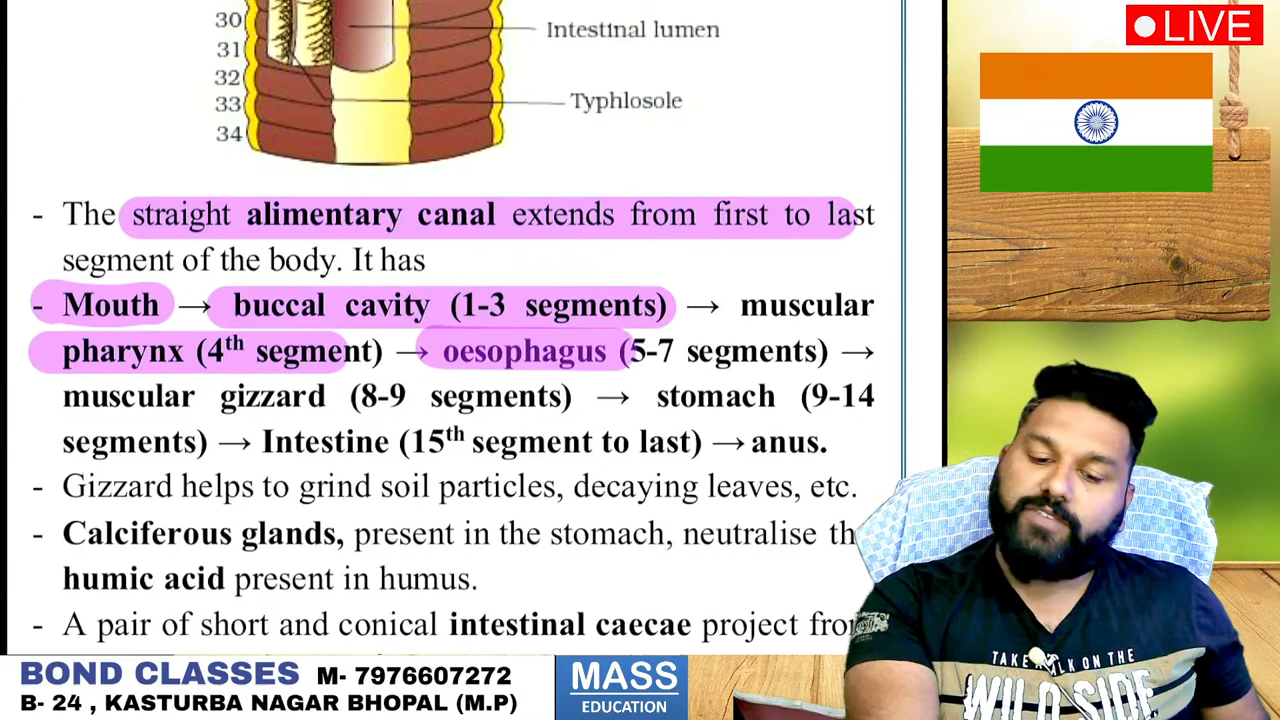 30
31
32
33
34
Intestinal lumen
Typhlosole
LIVE
- The straight alimentary canal extends from first to last
segment of the body. It has
- Mouth → buccal cavity (1-3 segments) → muscular
pharynx (4th segment) → oesophagus (5-7 segments) →
muscular gizzard (8-9 segments) → stomach (9-14
segments) → Intestine (15th segment to last) → anus.
- Gizzard helps to grind soil particles, decaying leaves, etc.
- Calciferous glands, present in the stomach, neutralise th
humic acid present in humus.
- A pair of short and conical intestinal caecae project fro
TAKE WALK ON THE
WILD SIDE
BOND CLASSES M- 7976607272
B- 24 , KASTURBA NAGAR BHOPAL (M.P)
MASS
EDUCATION